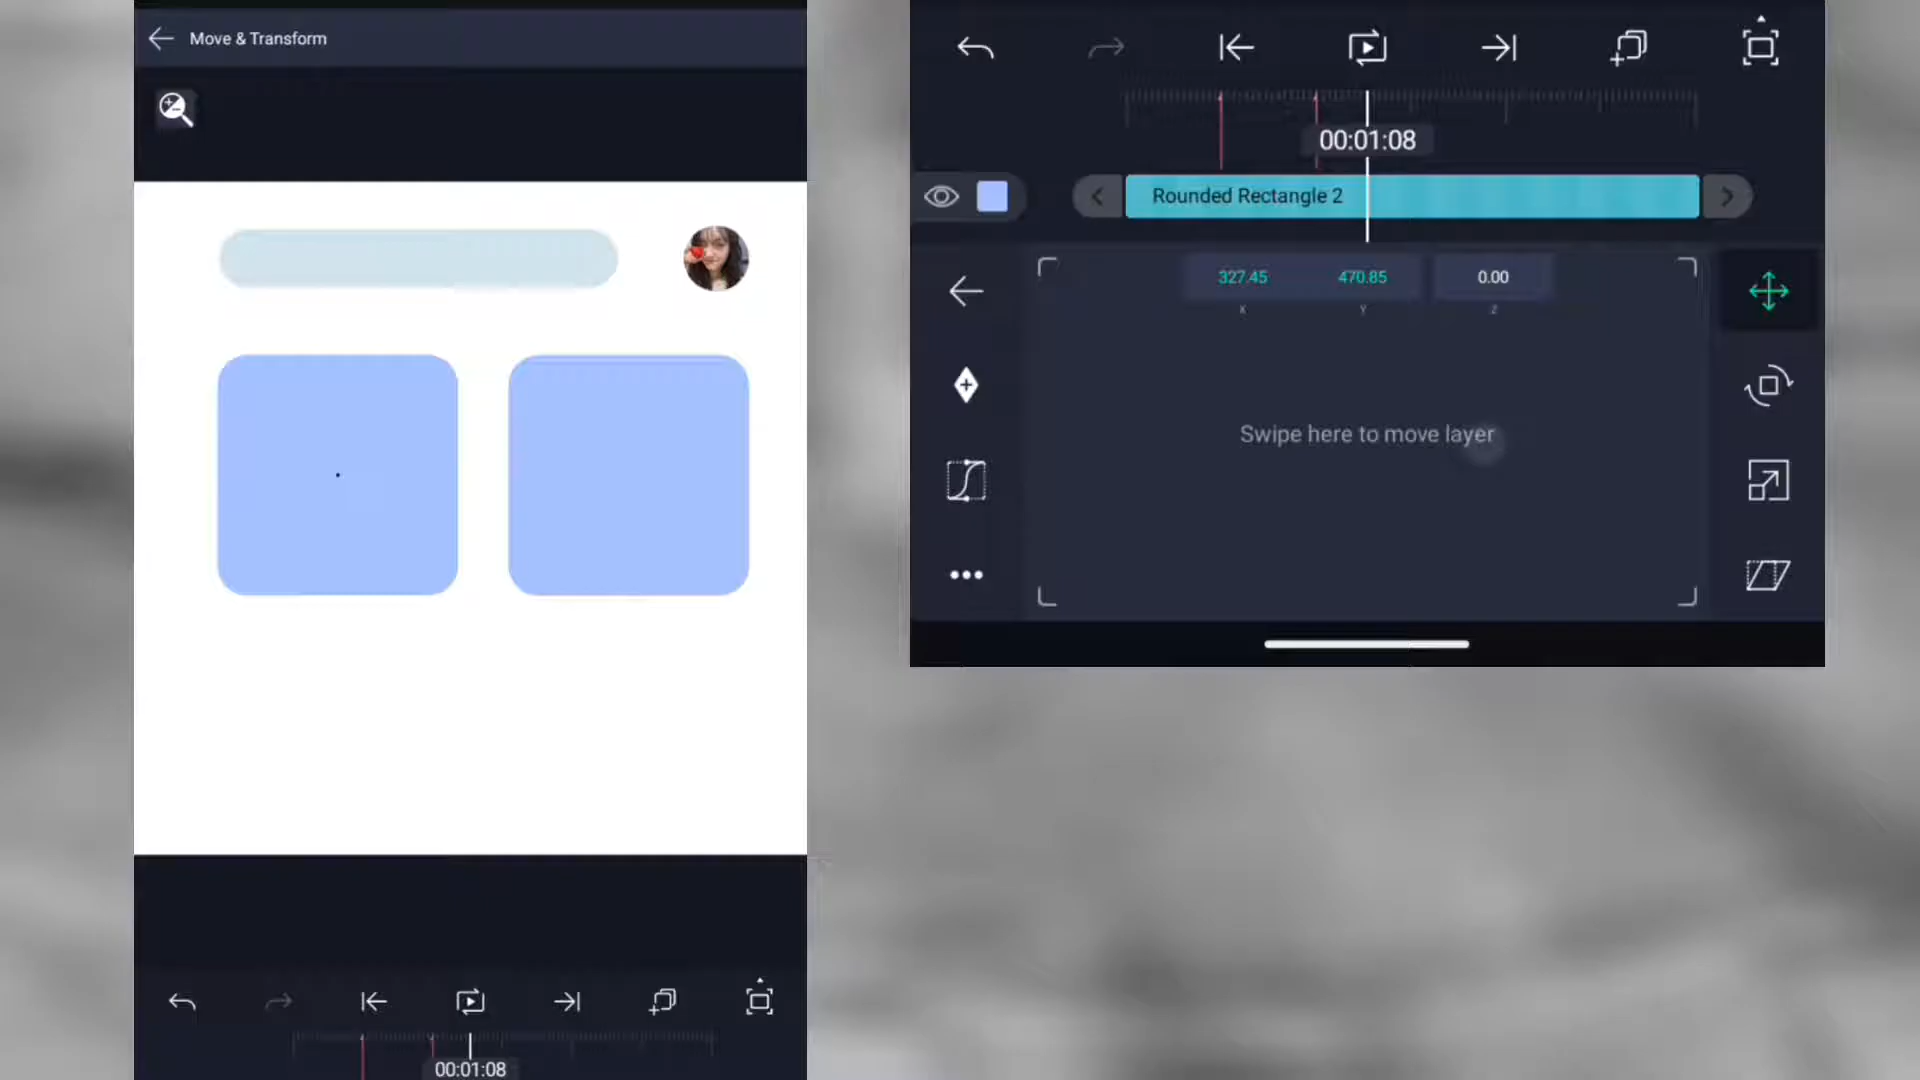 Move & Transform
00:01:08
00:01:08
Rounded Rectangle 2
327.45 470.85 0.00
X Y Z
Swipe here to move layer